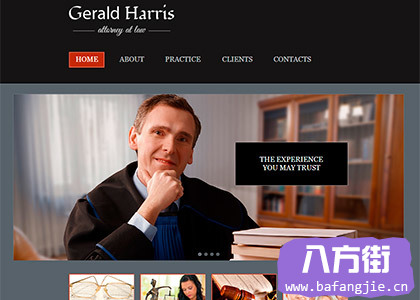 Gerald Harris
attorney at law
HOME ABOUT PRACTICE CLIENTS CONTACTS
THE EXPERIENCE
YOU MAY TRUST
八方街
www.bafangjie.cn